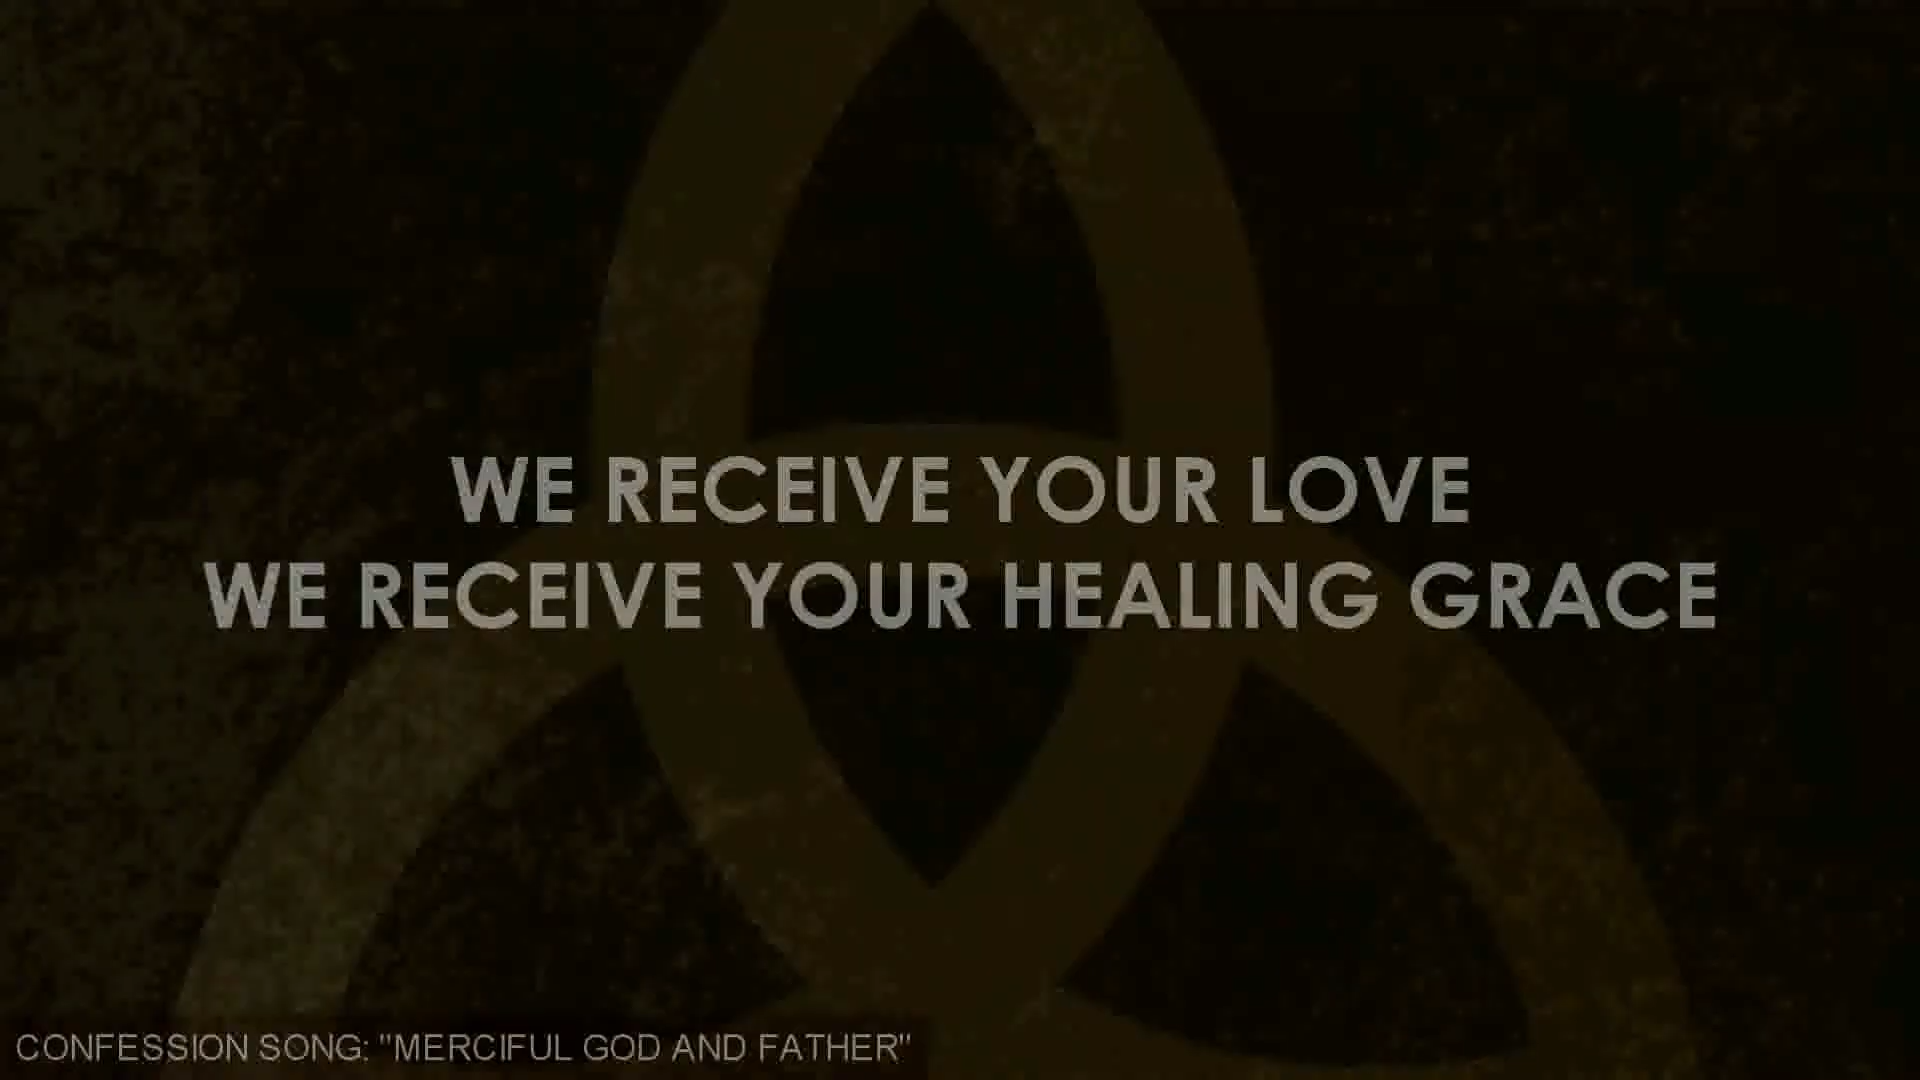 WE RECEIVE YOUR LOVE
WE RECEIVE YOUR HEALING GRACE
CONFESSION SONG: "MERCIFUL GOD AND FATHER"